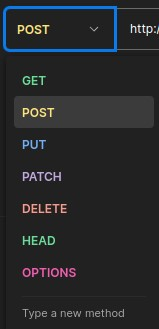 POST http:/
GET
POST
PUT
PATCH
DELETE
HEAD
OPTIONS
Type a new method